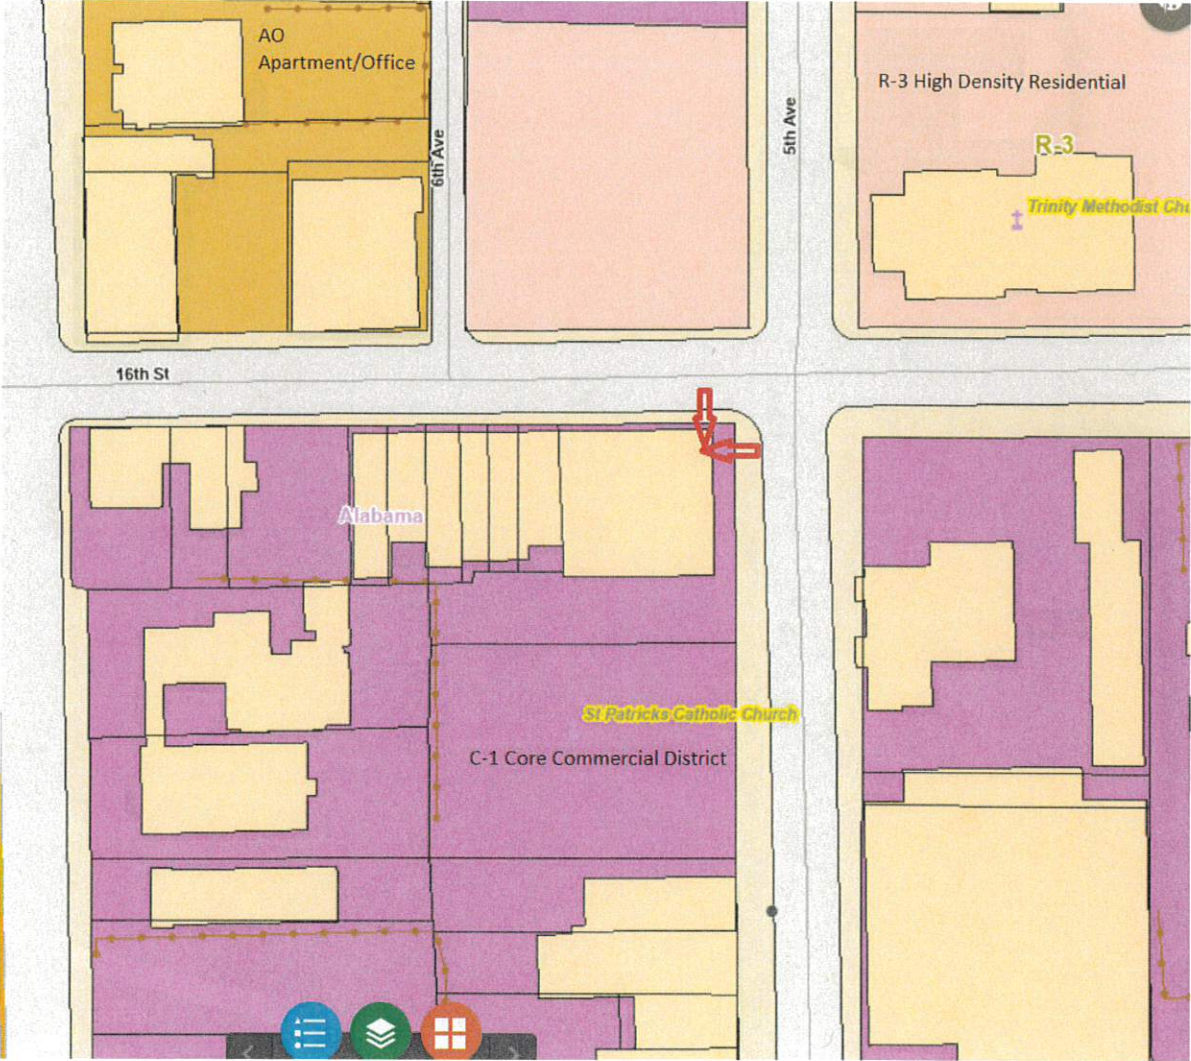 AO
Apartment/Office
R-3 High Density Residential
6th Ave
5th Ave
R-3
Trinity Methodist Chu
16th St
Alabama
St Patricks Catholic Church
C-1 Core Commercial District